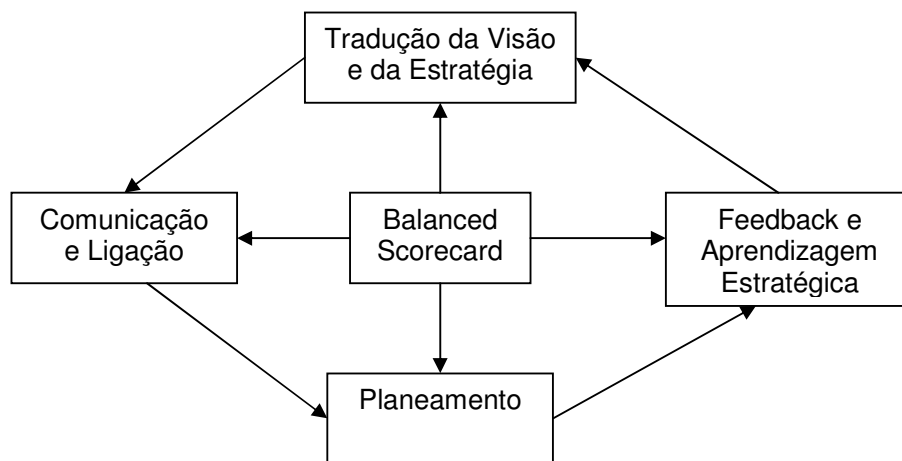 Tradução da Visão
e da Estratégia
Comunicação
e Ligação
Balanced
Scorecard
Feedback e
Aprendizagem
Estratégica
Planeamento